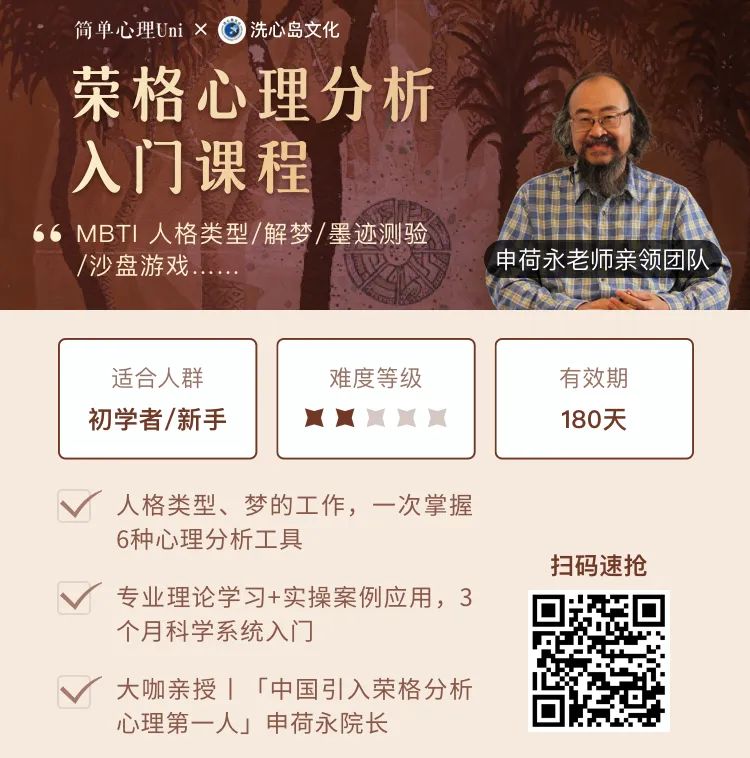 简单心理Uni × 洗心岛文化
荣格心理分析
入门课程
“ MBTI 人格类型/解梦/墨迹测验
/沙盘游戏……
申荷永老师亲领团队
适合人群
初学者/新手
难度等级
有效期
180天
人格类型、梦的工作，一次掌握
6种心理分析工具
专业理论学习+实操案例应用，3
个月科学系统入门
大咖亲授丨「中国引入荣格分析
心理第一人」申荷永院长
扫码速抢